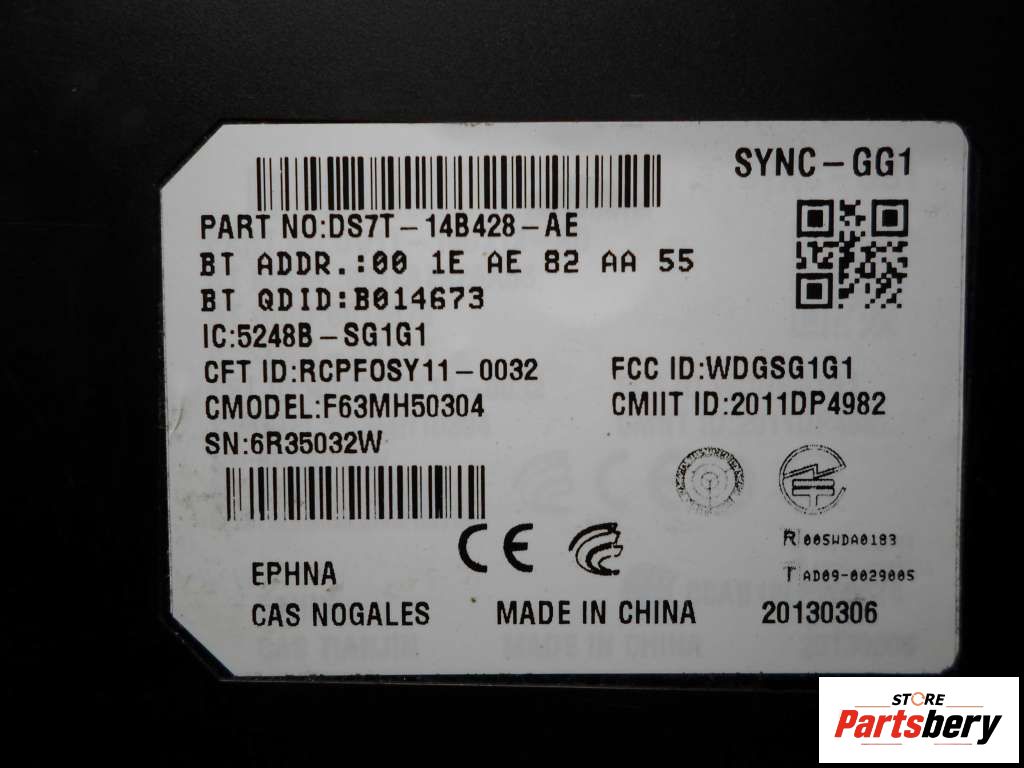 SYNC-GG1
PART NO:DS7T-14B428-AE
BT ADDR.:00 1E AE 82 AA 55
BT QDID:B014673
IC:5248B-SG1G1
CFT ID:RCPFOSY11-0032 FCC ID:WDGSG1G1
CMODEL:F63MH50304 CMIIT ID:2011DP4982
SN:6R35032W
CE
R 005WDA0183
T AD09-0029005
EPHNA
CAS NOGALES MADE IN CHINA 20130306
STORE
Partsbery